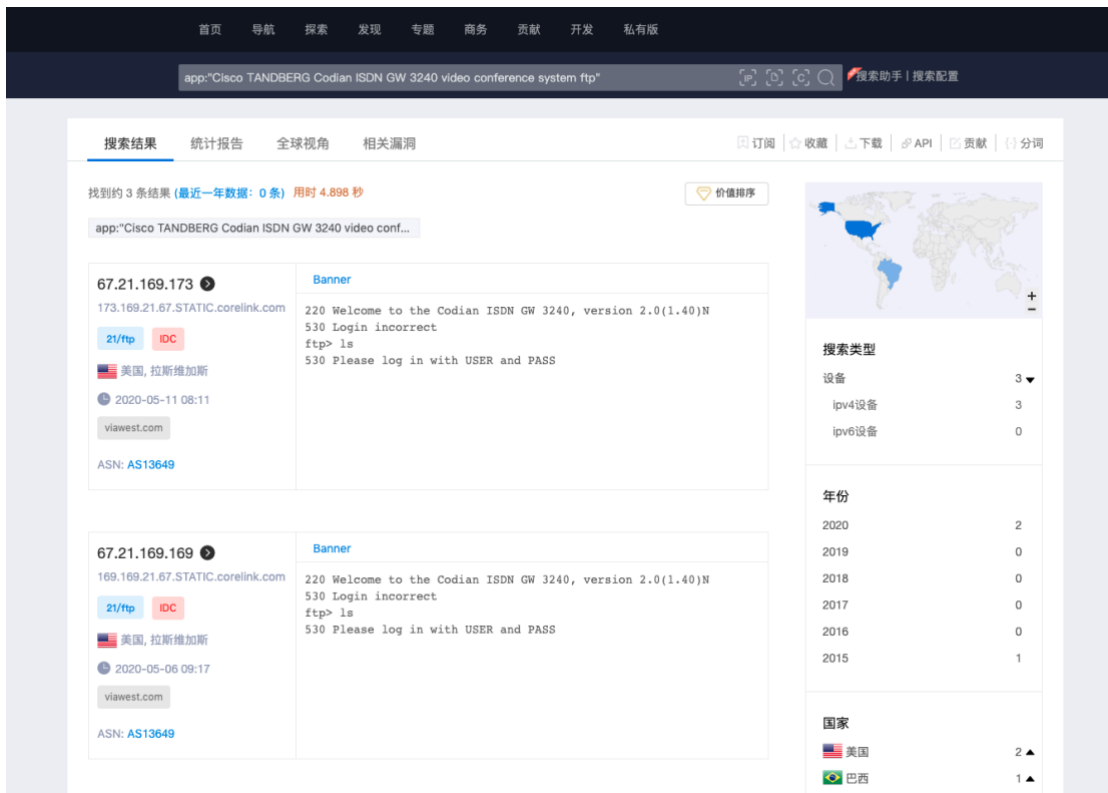 首页 导航 探索 发现 专题 商务 贡献 开发 私有版
app:"Cisco TANDBERG Codian ISDN GW 3240 video conference system ftp" 搜索助手 | 搜索配置
搜索结果 统计报告 全球视角 相关漏洞
订阅 收藏 下载 API 贡献 分词
找到约 3 条结果 (最近一年数据：0 条) 用时 4.898 秒
价值排序
app:"Cisco TANDBERG Codian ISDN GW 3240 video conf...
67.21.169.173
173.169.21.67.STATIC.corelink.com
21/ftp IDC
美国, 拉斯维加斯
2020-05-11 08:11
viawest.com
ASN: AS13649
Banner
220 Welcome to the Codian ISDN GW 3240, version 2.0(1.40)N
530 Login incorrect
ftp> ls
530 Please log in with USER and PASS
67.21.169.169
169.169.21.67.STATIC.corelink.com
21/ftp IDC
美国, 拉斯维加斯
2020-05-06 09:17
viawest.com
ASN: AS13649
Banner
220 Welcome to the Codian ISDN GW 3240, version 2.0(1.40)N
530 Login incorrect
ftp> ls
530 Please log in with USER and PASS
+
−
搜索类型
设备 3
ipv4设备 3
ipv6设备 0
年份
2020 2
2019 0
2018 0
2017 0
2016 0
2015 1
国家
美国 2
巴西 1